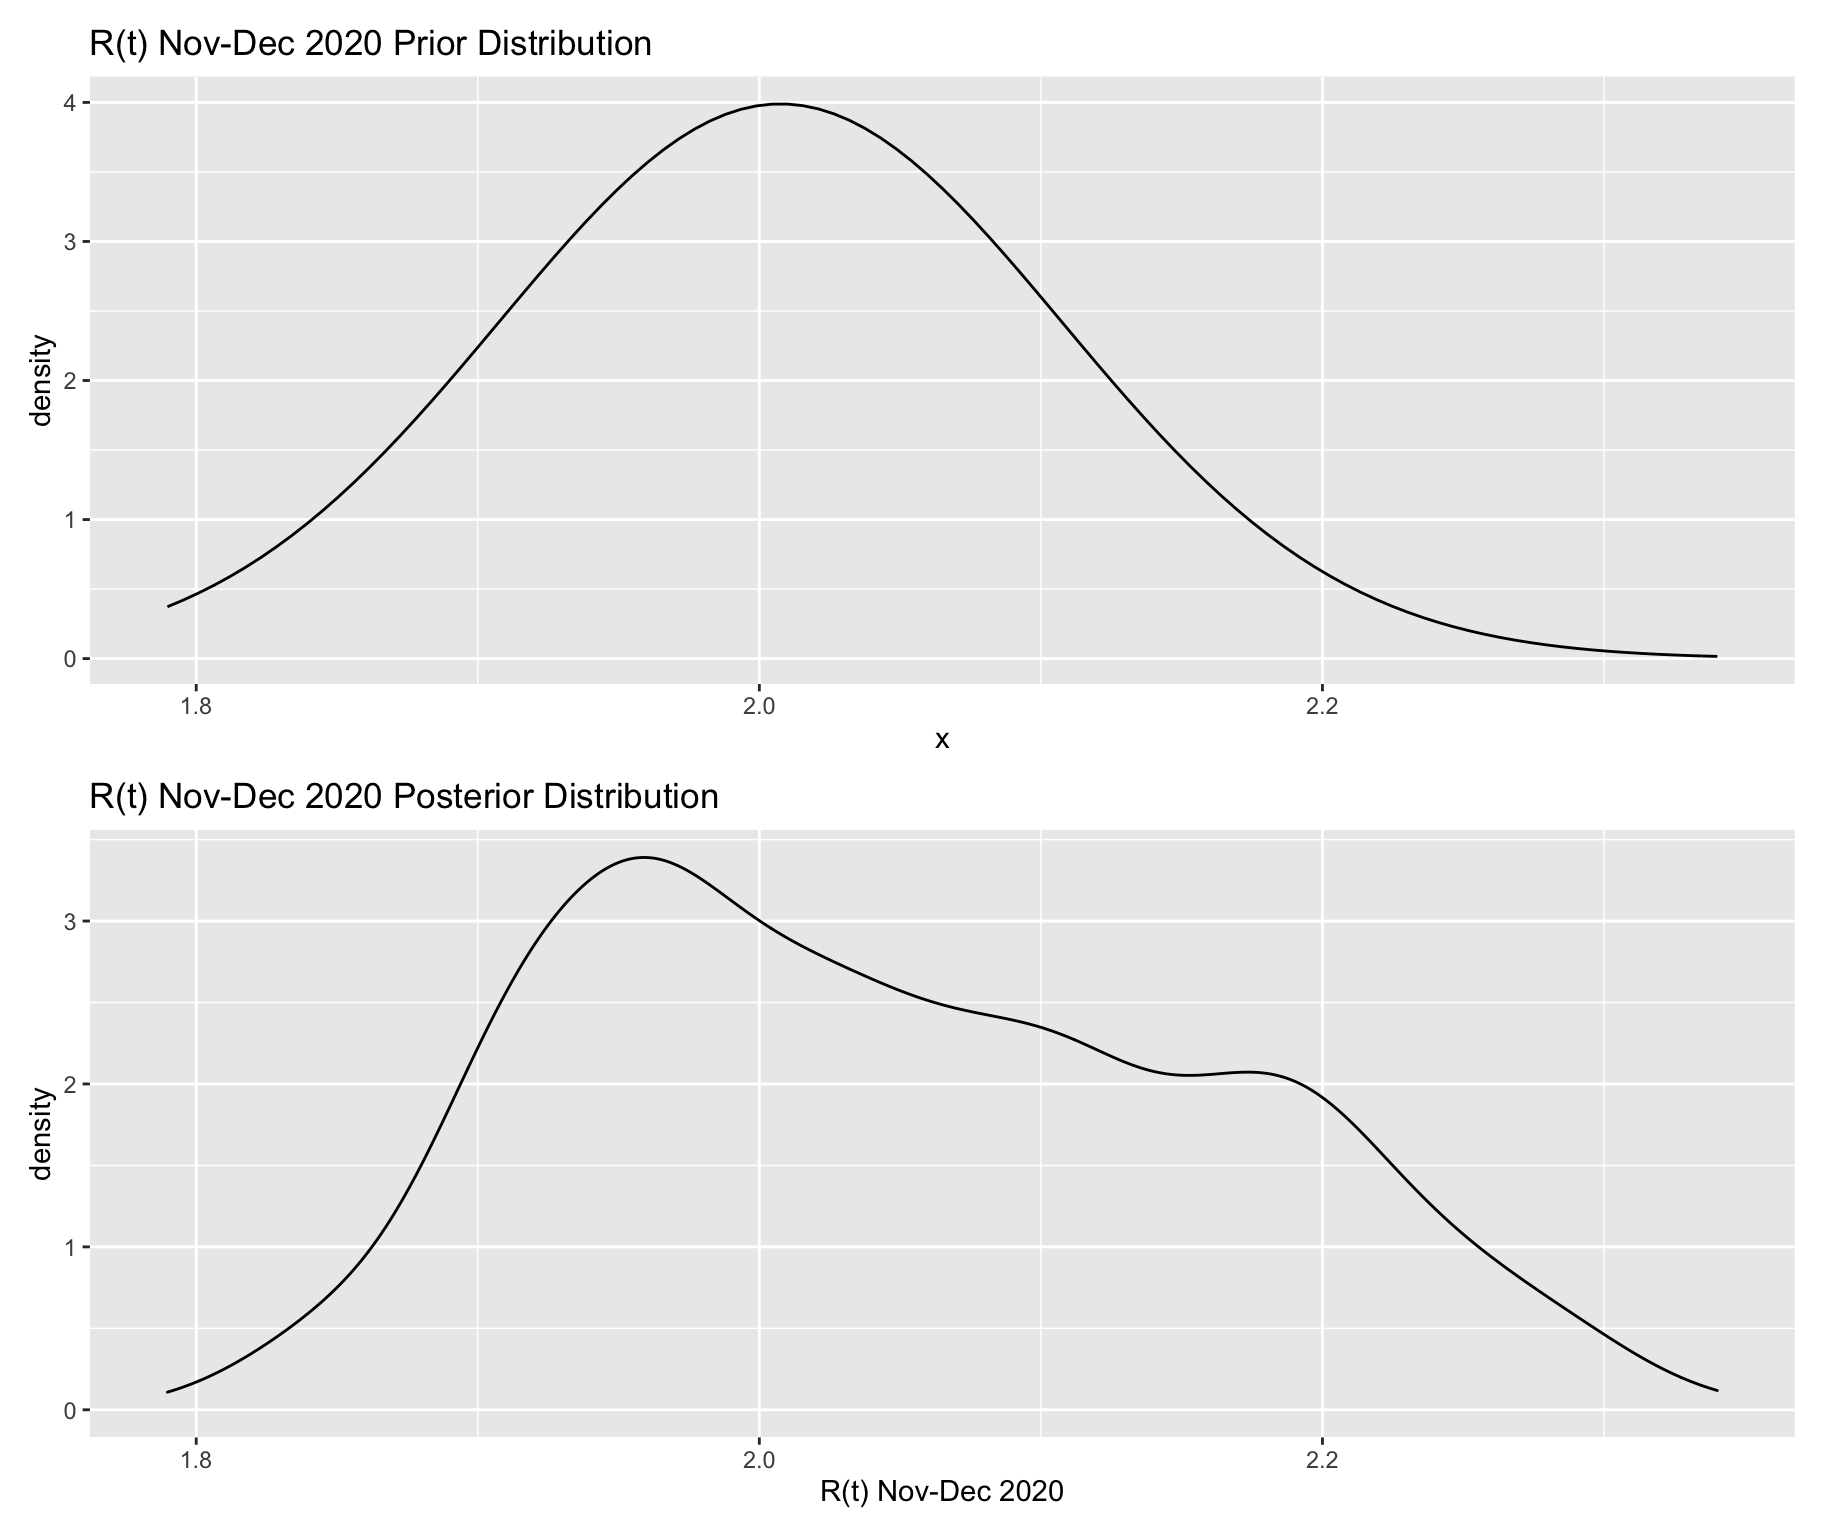 R(t) Nov-Dec 2020 Prior Distribution
4
3
2
1
0
density
1.8 2.0 2.2
x
R(t) Nov-Dec 2020 Posterior Distribution
3
2
1
0
density
1.8 2.0 2.2
R(t) Nov-Dec 2020